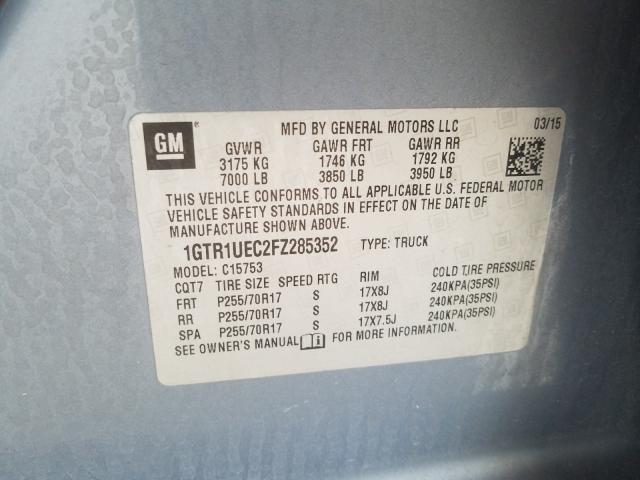 GM ®
MFD BY GENERAL MOTORS LLC 03/15
GVWR GAWR FRT GAWR RR
3175 KG 1746 KG 1792 KG
7000 LB 3850 LB 3950 LB
THIS VEHICLE CONFORMS TO ALL APPLICABLE U.S. FEDERAL MOTOR
VEHICLE SAFETY STANDARDS IN EFFECT ON THE DATE OF
MANUFACTURE SHOWN ABOVE.
1GTR1UEC2FZ285352 TYPE: TRUCK
MODEL: C15753
CQT7 TIRE SIZE SPEED RTG RIM COLD TIRE PRESSURE
FRT P255/70R17 S 17X8J 240KPA(35PSI)
RR P255/70R17 S 17X8J 240KPA(35PSI)
SPA P255/70R17 S 17X7.5J 240KPA(35PSI)
SEE OWNER'S MANUAL i FOR MORE INFORMATION.